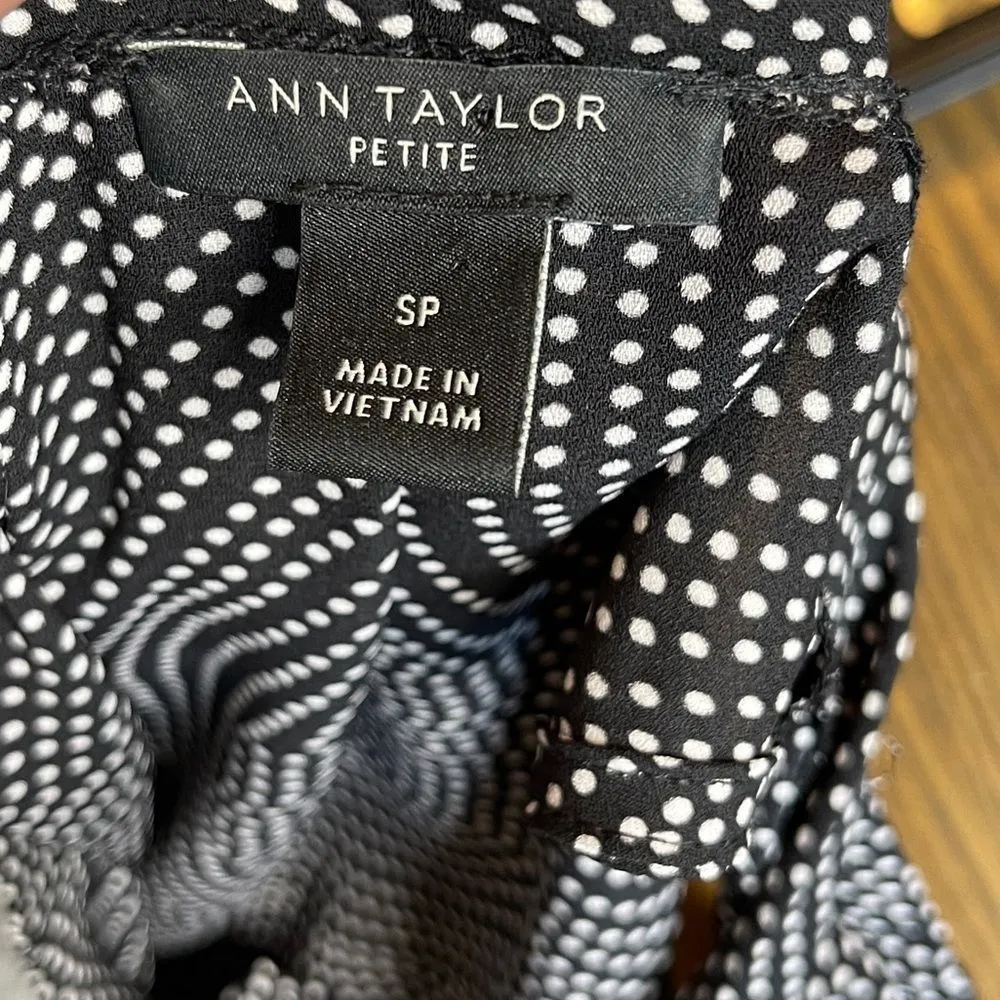 ANN TAYLOR
PETITE
SP
MADE IN
VIETNAM